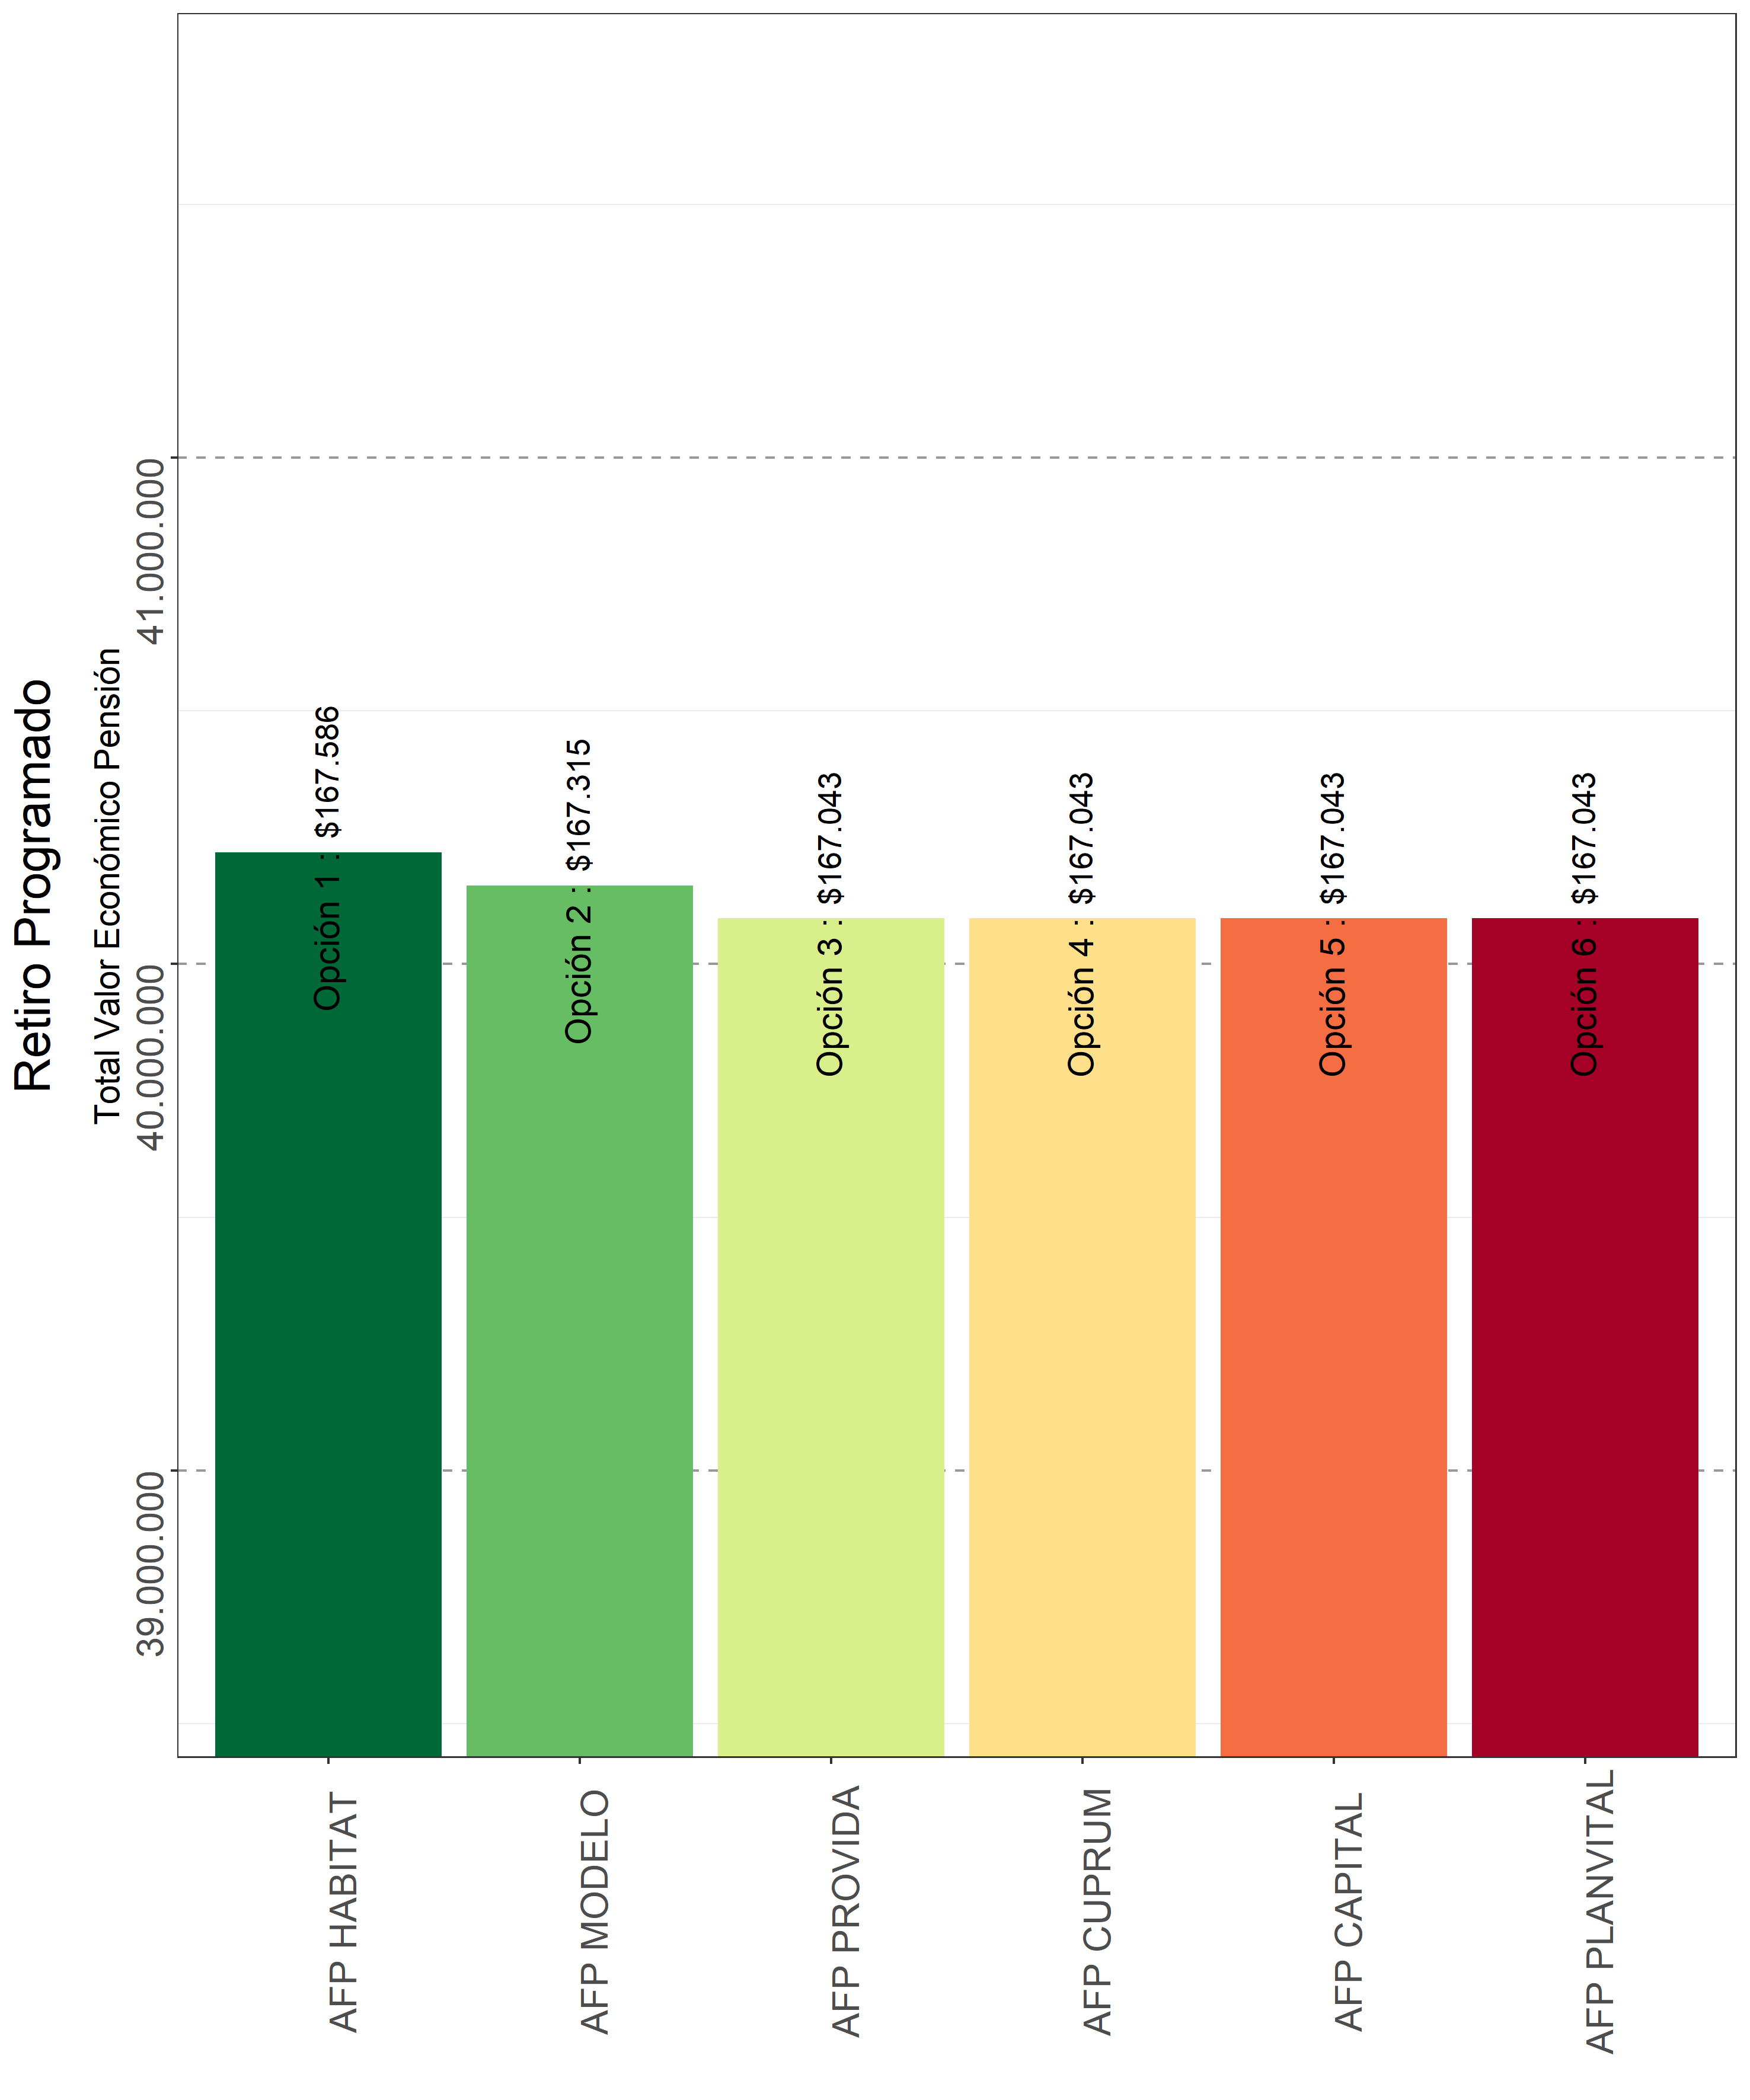 Retiro Programado
Total Valor Económico Pensión
41.000.000
40.000.000
39.000.000
Opción 1 : $167.586
Opción 2 : $167.315
Opción 3 : $167.043
Opción 4 : $167.043
Opción 5 : $167.043
Opción 6 : $167.043
AFP HABITAT
AFP MODELO
AFP PROVIDA
AFP CUPRUM
AFP CAPITAL
AFP PLANVITAL